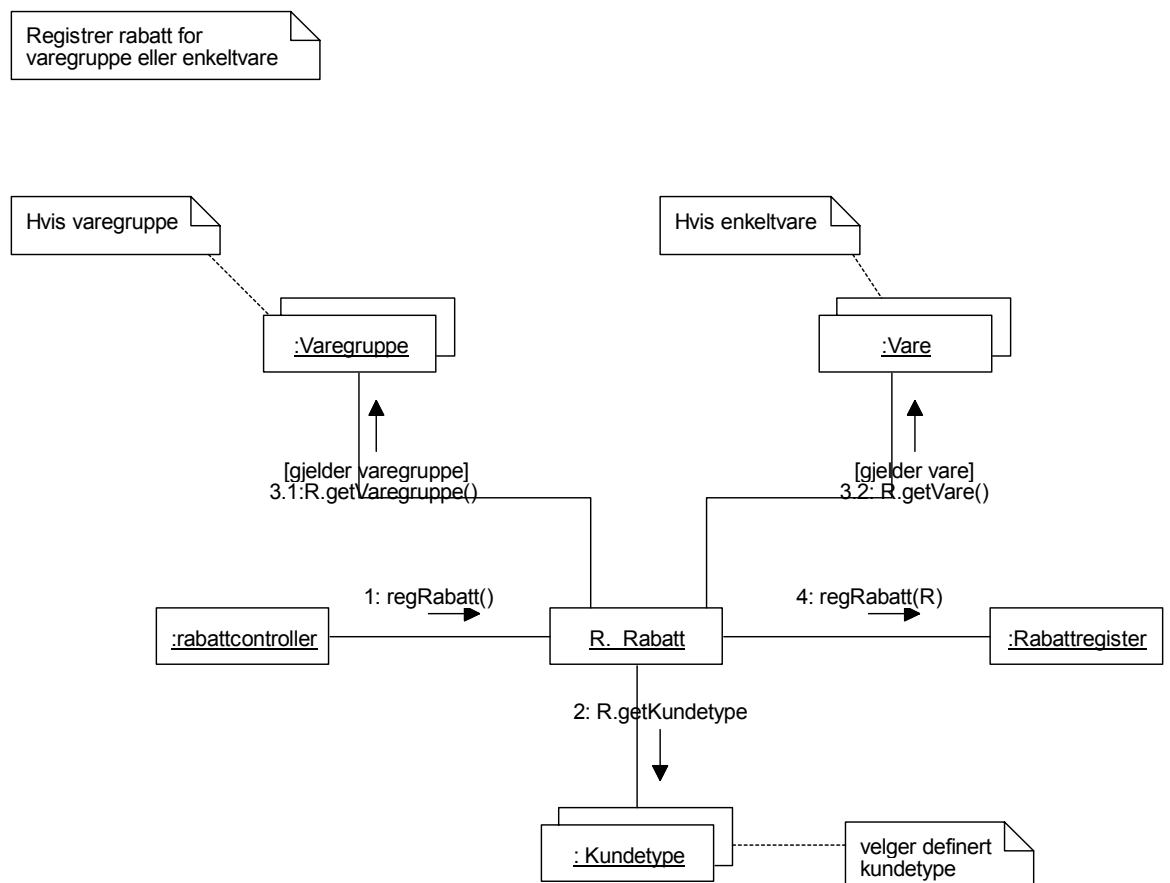 Registrer rabatt for
varegruppe eller enkeltvare
Hvis varegruppe
Hvis enkeltvare
:Varegruppe
:Vare
[gjelder varegruppe]
3.1:R.getVaregruppe()
[gjelder vare]
3.2: R.getVare()
1: regRabatt()
4: regRabatt(R)
:rabattcontroller
R. Rabatt
:Rabattregister
2: R.getKundetype
: Kundetype
velger definert
kundetype